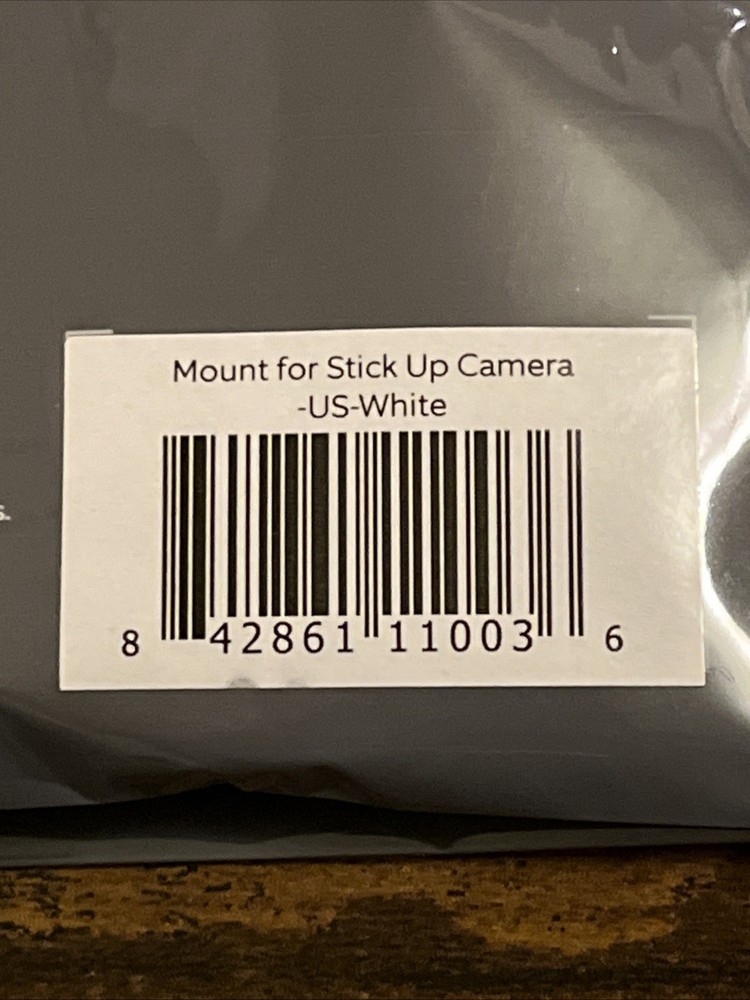 Mount for Stick Up Camera
-US-White
s.
8 42861 11003 6